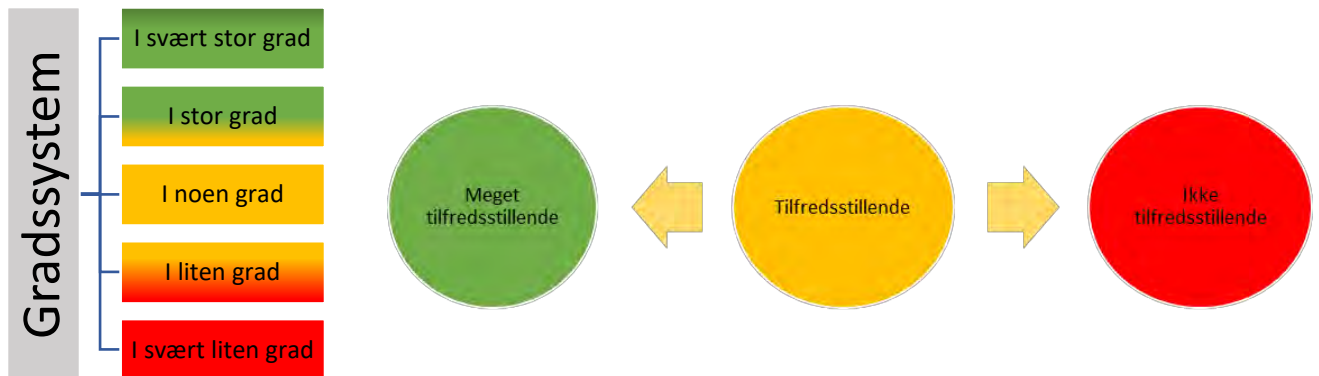 Gradssystem
I svært stor grad
I stor grad
I noen grad
I liten grad
I svært liten grad
Meget
tilfredsstillende
Tilfredsstillende
Ikke
tilfredsstillende